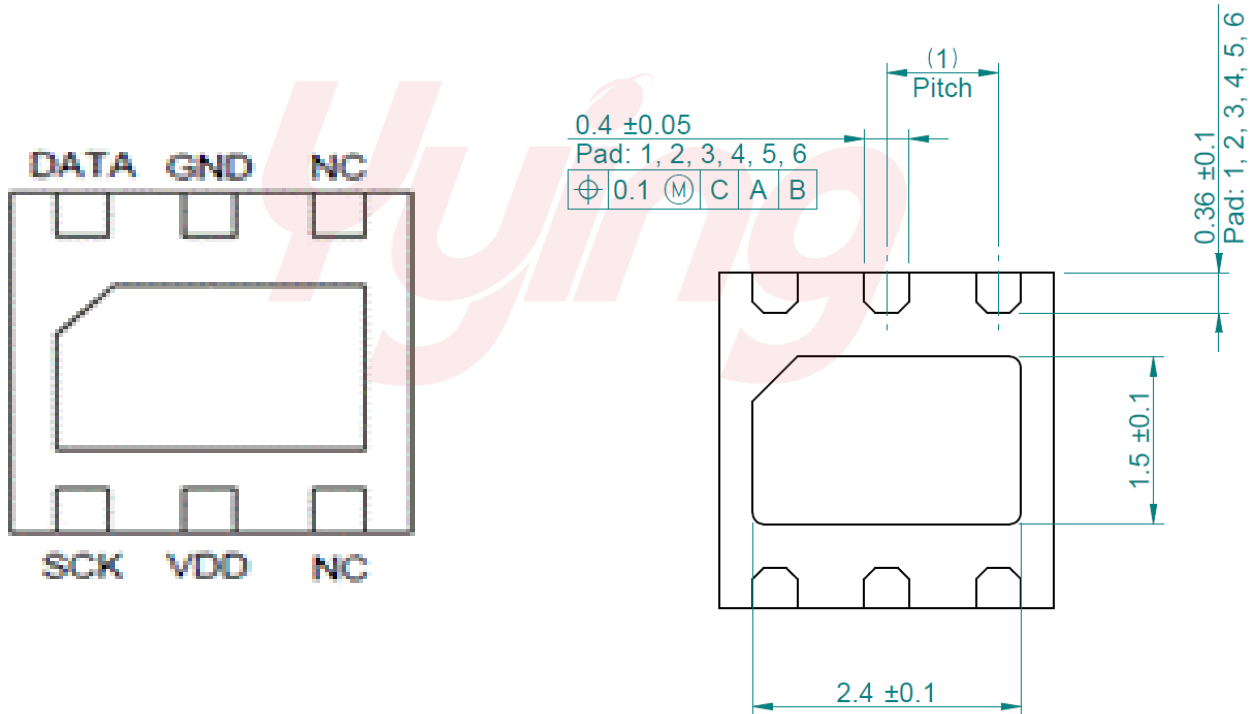 DATA GND NC
SCK VDD NC
Yying
(1)
Pitch
0.4 ±0.05
Pad: 1, 2, 3, 4, 5, 6
⌖ 0.1 Ⓜ C A B
0.36 ±0.1
Pad: 1, 2, 3, 4, 5, 6
1.5 ±0.1
2.4 ±0.1